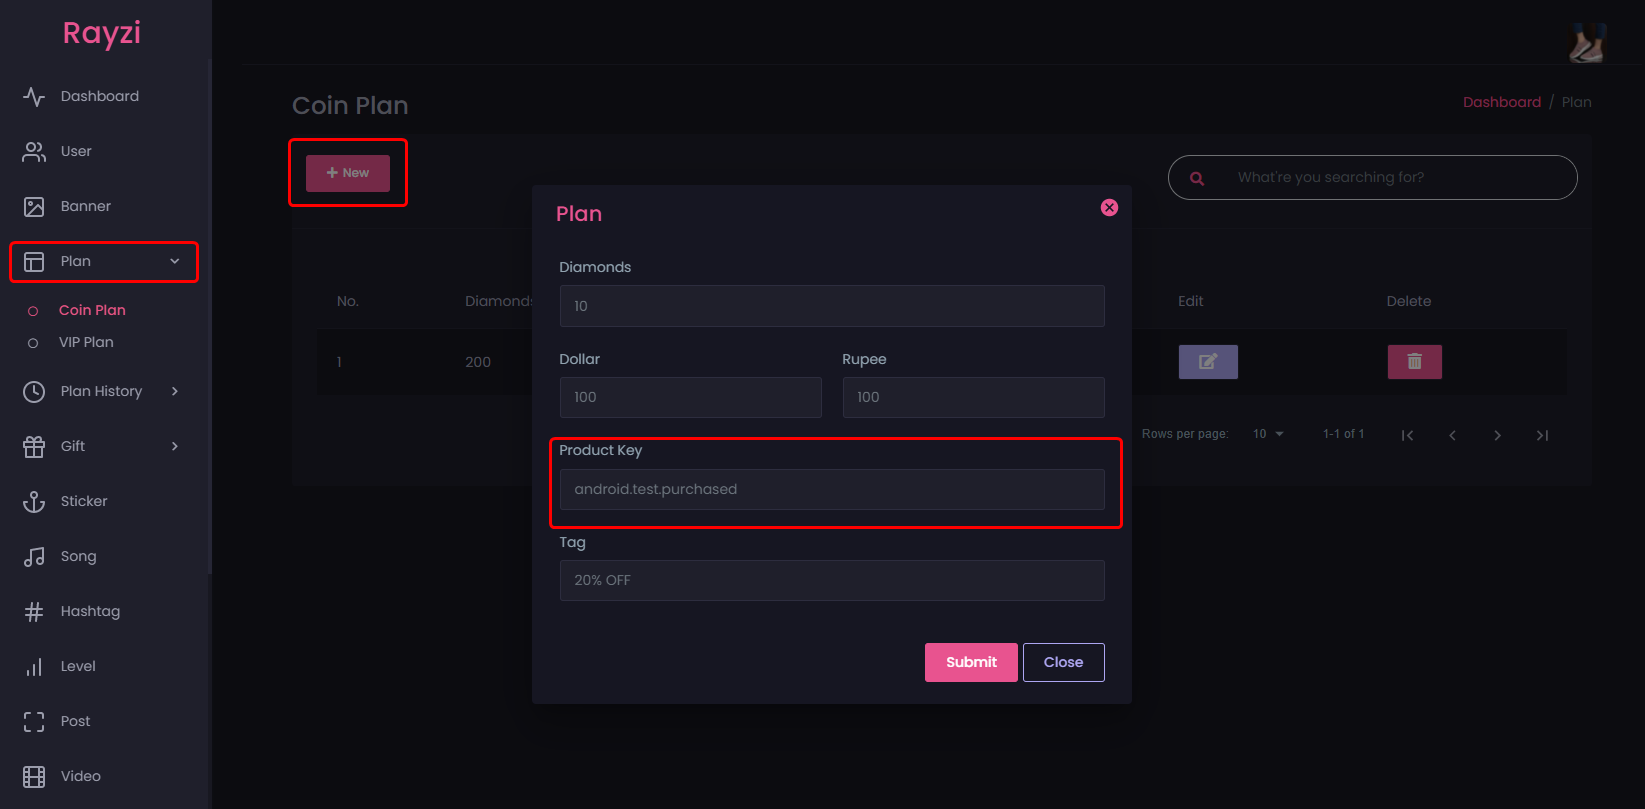 Rayzi
Dashboard
User
Banner
Plan
Coin Plan
VIP Plan
Plan History
Gift
Sticker
Song
Hashtag
Level
Post
Video
Coin Plan
Dashboard / Plan
+ New
What're you searching for?
No. Diamonds Edit Delete
1 200
Rows per page: 10 1-1 of 1
Plan
Diamonds
10
Dollar Rupee
100 100
Product Key
android.test.purchased
Tag
20% OFF
Submit Close